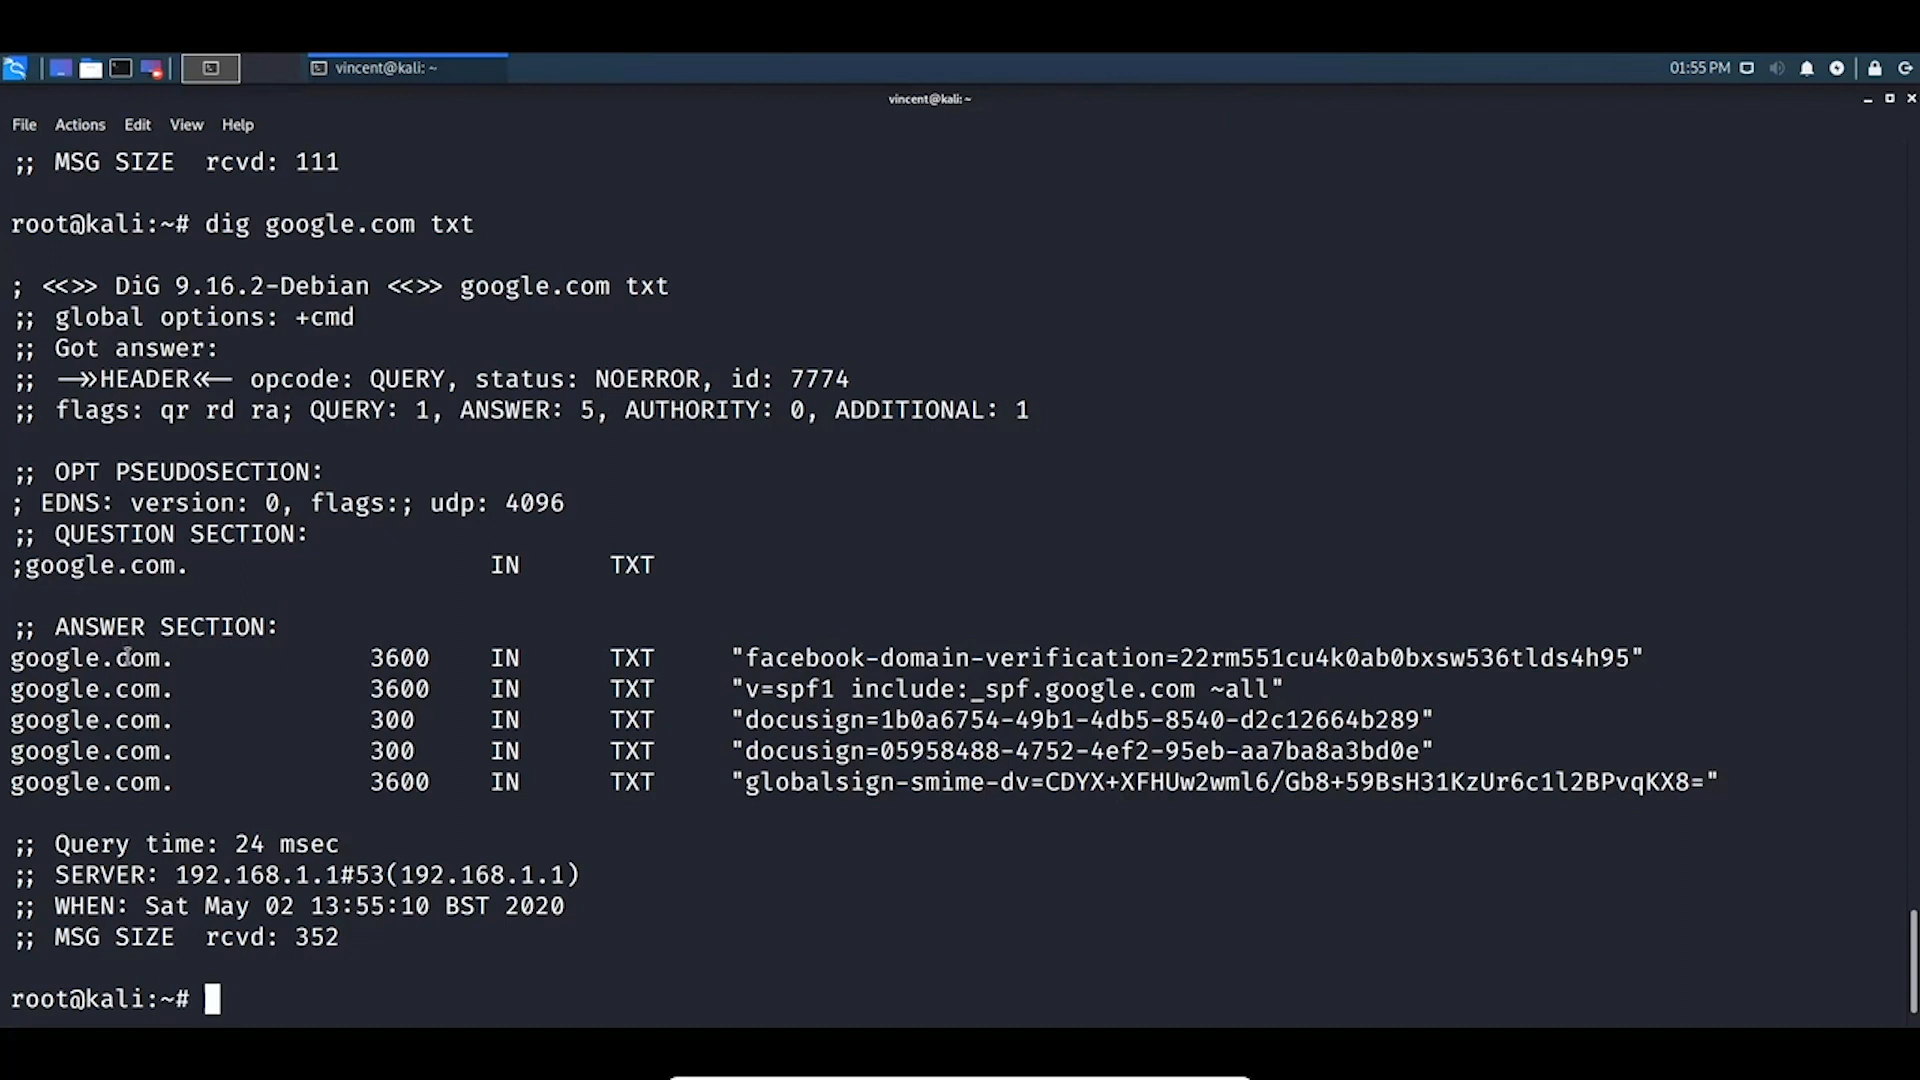 vincent@kali: ~
01:55 PM
vincent@kali: ~
File Actions Edit View Help
;; MSG SIZE  rcvd: 111
root@kali:~# dig google.com txt
; <<>> DiG 9.16.2-Debian <<>> google.com txt
;; global options: +cmd
;; Got answer:
;; ->>HEADER<<- opcode: QUERY, status: NOERROR, id: 7774
;; flags: qr rd ra; QUERY: 1, ANSWER: 5, AUTHORITY: 0, ADDITIONAL: 1
;; OPT PSEUDOSECTION:
; EDNS: version: 0, flags:; udp: 4096
;; QUESTION SECTION:
;google.com. IN TXT
;; ANSWER SECTION:
google.com. 3600 IN TXT "facebook-domain-verification=22rm551cu4k0ab0bxsw536tlds4h95"
google.com. 3600 IN TXT "v=spf1 include:_spf.google.com ~all"
google.com. 300 IN TXT "docusign=1b0a6754-49b1-4db5-8540-d2c12664b289"
google.com. 300 IN TXT "docusign=05958488-4752-4ef2-95eb-aa7ba8a3bd0e"
google.com. 3600 IN TXT "globalsign-smime-dv=CDYX+XFHUw2wml6/Gb8+59BsH31KzUr6c1l2BPvqKX8="
;; Query time: 24 msec
;; SERVER: 192.168.1.1#53(192.168.1.1)
;; WHEN: Sat May 02 13:55:10 BST 2020
;; MSG SIZE  rcvd: 352
root@kali:~#